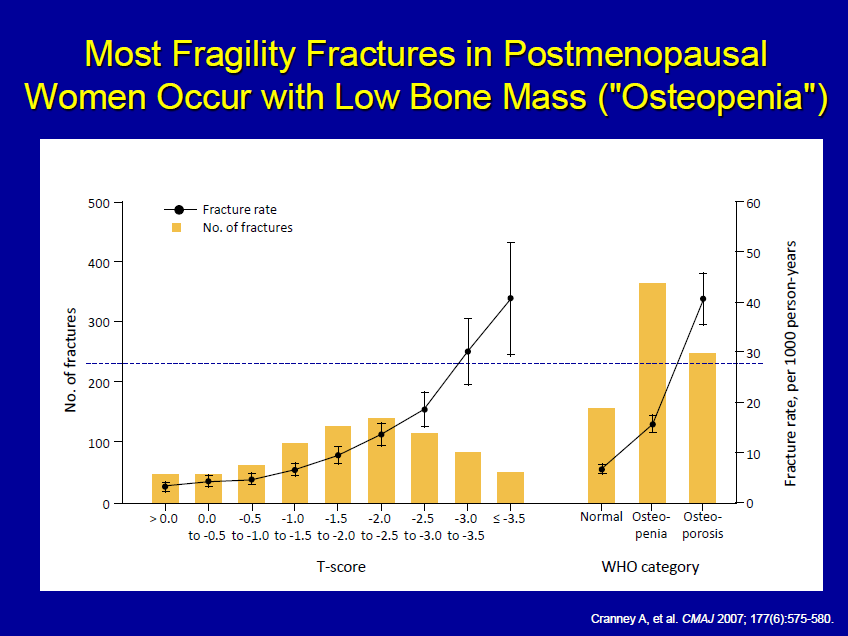 Most Fragility Fractures in Postmenopausal
Women Occur with Low Bone Mass ("Osteopenia")
Fracture rate
No. of fractures
No. of fractures
500
400
300
200
100
0
60
50
40
30
20
10
0
Fracture rate, per 1000 person-years
> 0.0 0.0 -0.5 -1.0 -1.5 -2.0 -2.5 -3.0 ≤ -3.5 Normal Osteo- Osteo-
to -0.5 to -1.0 to -1.5 to -2.0 to -2.5 to -3.0 to -3.5 penia porosis
T-score WHO category
Cranney A, et al. CMAJ 2007; 177(6):575-580.